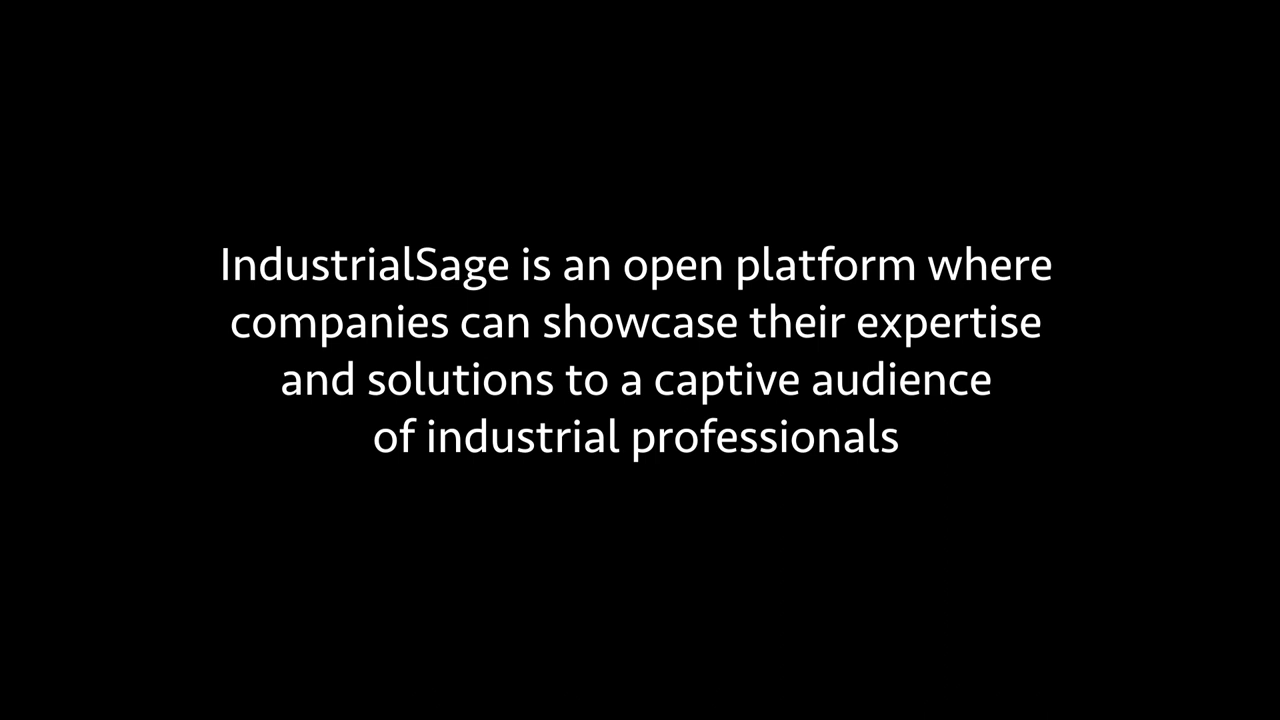 IndustrialSage is an open platform where
companies can showcase their expertise
and solutions to a captive audience
of industrial professionals